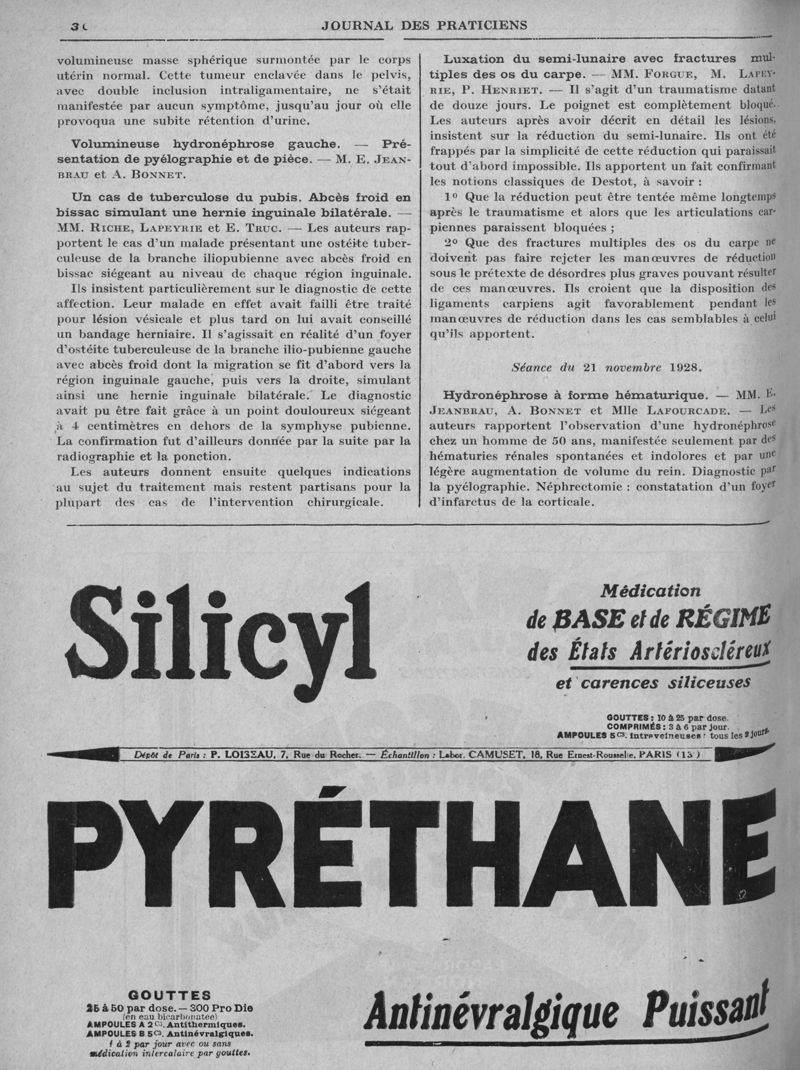 JOURNAL DES PRATICIENS
volumineuse masse sphérique surmontée par le corps
utérin normal. Cette tumeur enclavée dans le pelvis,
avec double inclusion intraligamentaire, ne s'était
manifestée par aucun symptôme, jusqu'au jour où elle
provoqua une subite rétention d'urine.
Volumineuse hydronéphrose gauche. — Pré-
sentation de pyélographie et de pièce. — M. E. JEAN-
BRAU et A. BONNET.
Un cas de tuberculose du pubis. Abcès froid en
bissac simulant une hernie inguinale bilatérale. —
MM. RICHE, LAPEYRIE et E. TRUC. — Les auteurs rap-
portent le cas d'un malade présentant une ostéite tuber-
culeuse de la branche iliopubienne avec abcès froid en
bissac siégeant au niveau de chaque région inguinale.
Ils insistent particulièrement sur le diagnostic de cette
affection. Leur malade en effet avait failli être traité
pour lésion vésicale et plus tard on lui avait conseillé
un bandage herniaire. Il s'agissait en réalité d'un foyer
d'ostéite tuberculeuse de la branche ilio-pubienne gauche
avec abcès froid dont la migration se fit d'abord vers la
région inguinale gauche, puis vers la droite, simulant
ainsi une hernie inguinale bilatérale. Le diagnostic
avait pu être fait grâce à un point douloureux siégeant
à 4 centimètres en dehors de la symphyse pubienne.
La confirmation fut d'ailleurs donnée par la suite par la
radiographie et la ponction.
Les auteurs donnent ensuite quelques indications
au sujet du traitement mais restent partisans pour la
plupart des cas de l'intervention chirurgicale.
Luxation du semi-lunaire avec fractures mul-
tiples des os du carpe. — MM. FORGUE, M. LAPEY-
RIE, P. HENRIET. — Il s'agit d'un traumatisme datant
de douze jours. Le poignet est complètement bloqué.
Les auteurs après avoir décrit en détail les lésions,
insistent sur la réduction du semi-lunaire. Ils ont été
frappés par la simplicité de cette réduction qui paraissait
tout d'abord impossible. Ils apportent un fait confirmant
les notions classiques de Destot, à savoir :
1° Que la réduction peut être tentée même longtemps
après le traumatisme et alors que les articulations car-
piennes paraissent bloquées ;
2° Que des fractures multiples des os du carpe ne
doivent pas faire rejeter les manœuvres de réduction
sous le prétexte de désordres plus graves pouvant résulter
de ces manœuvres. Ils croient que la disposition des
ligaments carpiens agit favorablement pendant les
manœuvres de réduction dans les cas semblables à celui
qu'ils apportent.
Séance du 21 novembre 1928.
Hydronéphrose à forme hématurique. — MM. E.
JEANBRAU, A. BONNET et Mlle LAFOURCADE. — Les
auteurs rapportent l'observation d'une hydronéphrose
chez un homme de 50 ans, manifestée seulement par des
hématuries rénales spontanées et indolores et par une
légère augmentation de volume du rein. Diagnostic par
la pyélographie. Néphrectomie : constatation d'un foyer
d'infarctus de la corticale.
Silicyl
Médication
de BASE et de RÉGIME
des États Artérioscléreux
et carences siliceuses
GOUTTES : 10 à 25 par dose.
COMPRIMÉS : 3 à 6 par jour.
AMPOULES 5 cc. intraveineuses : tous les 2 jours.
Dépôt de Paris : P. LOISEAU, 7, Rue du Rocher. — Échantillon : Labor. CAMUSET, 18, Rue Ernest-Rousselle, PARIS (13)
PYRÉTHANE
GOUTTES
25 à 50 par dose. — 300 Pro Die
(en eau bicarbonatée)
AMPOULES A 2 cc. Antithermiques.
AMPOULES B 5 cc. Antinévralgiques.
1 à 2 par jour avec ou sans
médication intercalaire par gouttes.
Antinévralgique Puissant